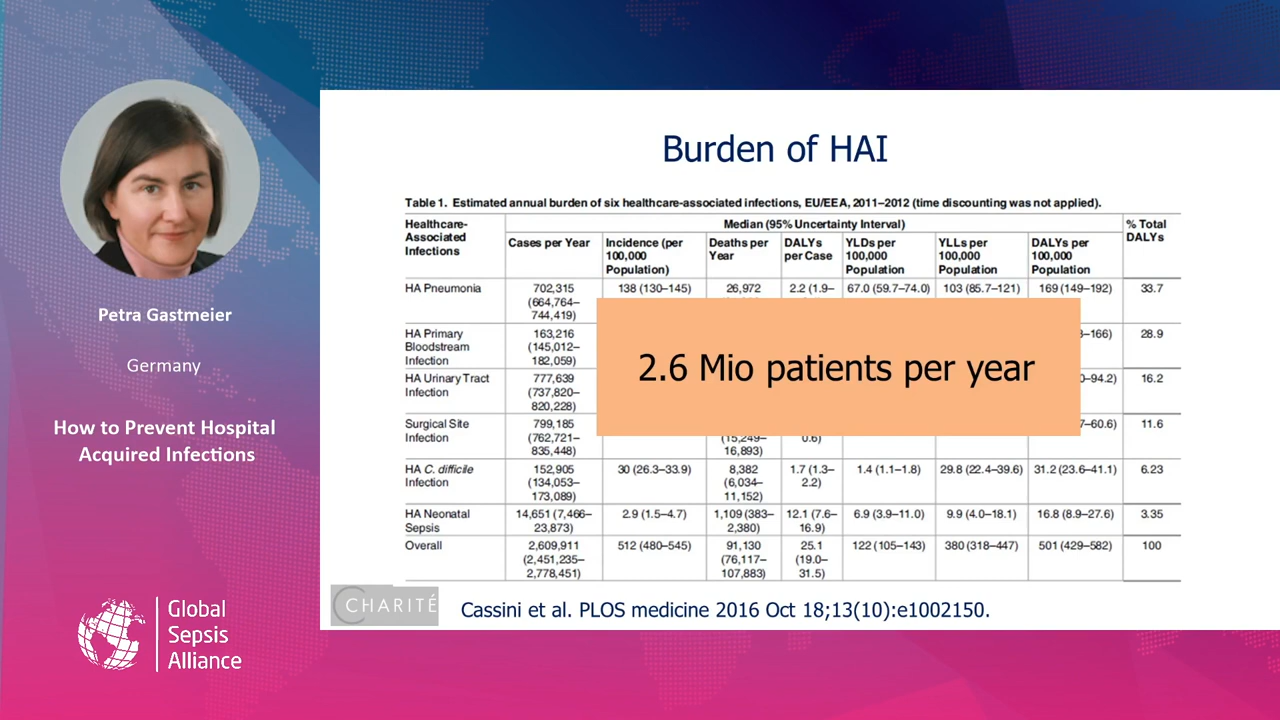 Petra Gastmeier
Germany
How to Prevent Hospital
Acquired Infections
Global
Sepsis
Alliance
Burden of HAI
Table 1. Estimated annual burden of six healthcare-associated infections, EU/EEA, 2011–2012 (time discounting was not applied).
Healthcare-
Associated
Infections
Median (95% Uncertainty Interval)
% Total
DALYs
Cases per Year
Incidence (per
100,000
Population)
Deaths per
Year
DALYs
per Case
YLDs per
100,000
Population
YLLs per
100,000
Population
DALYs per
100,000
Population
HA Pneumonia
702,315
(664,764–
744,419)
138 (130–145)
26,972
2.2 (1.9–
67.0 (59.7–74.0)
103 (85.7–121)
169 (149–192)
33.7
HA Primary
Bloodstream
Infection
163,216
(145,012–
182,059)
–166)
28.9
HA Urinary Tract
Infection
777,639
(737,820–
820,228)
0–94.2)
16.2
Surgical Site
Infection
799,185
(762,721–
835,448)
(15,249–
16,893)
0.6)
7–60.6)
11.6
2.6 Mio patients per year
HA C. difficile
Infection
152,905
(134,053–
173,089)
30 (26.3–33.9)
8,382
(6,034–
11,152)
1.7 (1.3–
2.2)
1.4 (1.1–1.8)
29.8 (22.4–39.6)
31.2 (23.6–41.1)
6.23
HA Neonatal
Sepsis
14,651 (7,466–
23,873)
2.9 (1.5–4.7)
1,109 (383–
2,380)
12.1 (7.6–
16.9)
6.9 (3.9–11.0)
9.9 (4.0–18.1)
16.8 (8.9–27.6)
3.35
Overall
2,609,911
(2,451,235–
2,778,451)
512 (480–545)
91,130
(76,117–
107,883)
25.1
(19.0–
31.5)
122 (105–143)
380 (318–447)
501 (429–582)
100
CHARITÉ
Cassini et al. PLOS medicine 2016 Oct 18;13(10):e1002150.